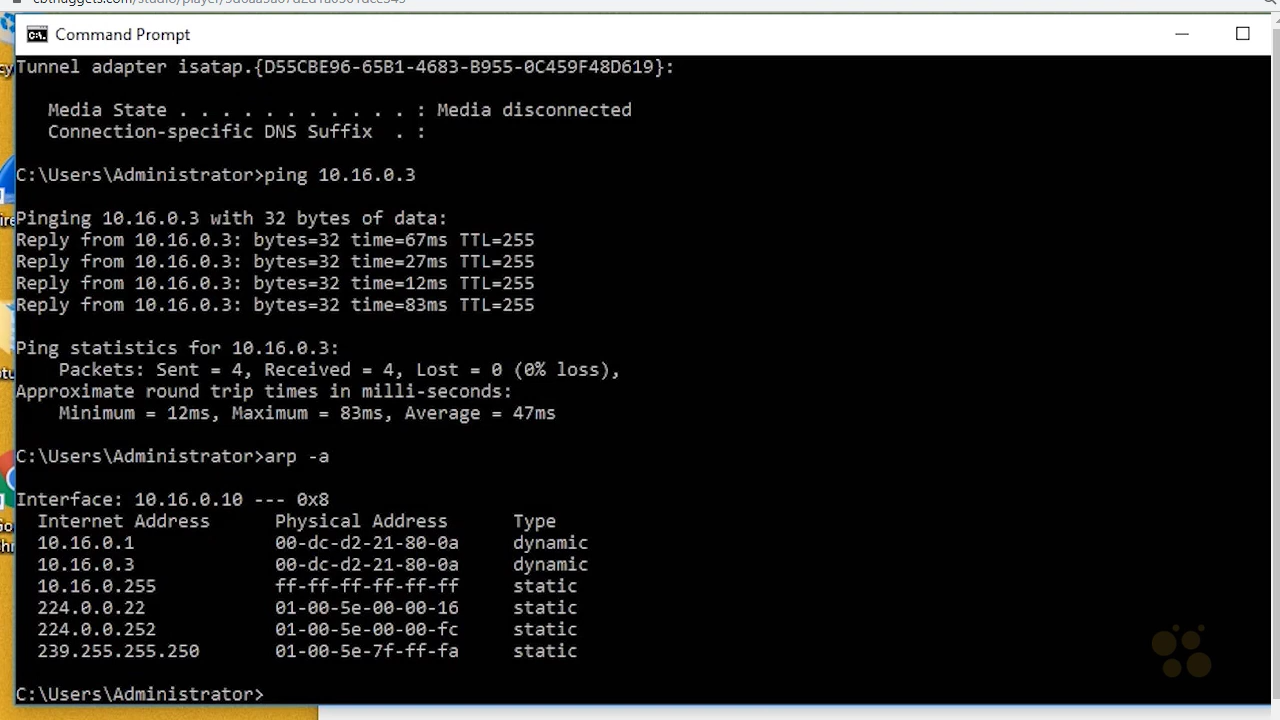 Command Prompt
Tunnel adapter isatap.{D55CBE96-65B1-4683-B955-0C459F48D619}:
Media State . . . . . . . . . . . : Media disconnected
Connection-specific DNS Suffix . :
C:\Users\Administrator>ping 10.16.0.3
Pinging 10.16.0.3 with 32 bytes of data:
Reply from 10.16.0.3: bytes=32 time=67ms TTL=255
Reply from 10.16.0.3: bytes=32 time=27ms TTL=255
Reply from 10.16.0.3: bytes=32 time=12ms TTL=255
Reply from 10.16.0.3: bytes=32 time=83ms TTL=255
Ping statistics for 10.16.0.3:
Packets: Sent = 4, Received = 4, Lost = 0 (0% loss),
Approximate round trip times in milli-seconds:
Minimum = 12ms, Maximum = 83ms, Average = 47ms
C:\Users\Administrator>arp -a
Interface: 10.16.0.10 --- 0x8
Internet Address Physical Address Type
10.16.0.1 00-dc-d2-21-80-0a dynamic
10.16.0.3 00-dc-d2-21-80-0a dynamic
10.16.0.255 ff-ff-ff-ff-ff-ff static
224.0.0.22 01-00-5e-00-00-16 static
224.0.0.252 01-00-5e-00-00-fc static
239.255.255.250 01-00-5e-7f-ff-fa static
C:\Users\Administrator>